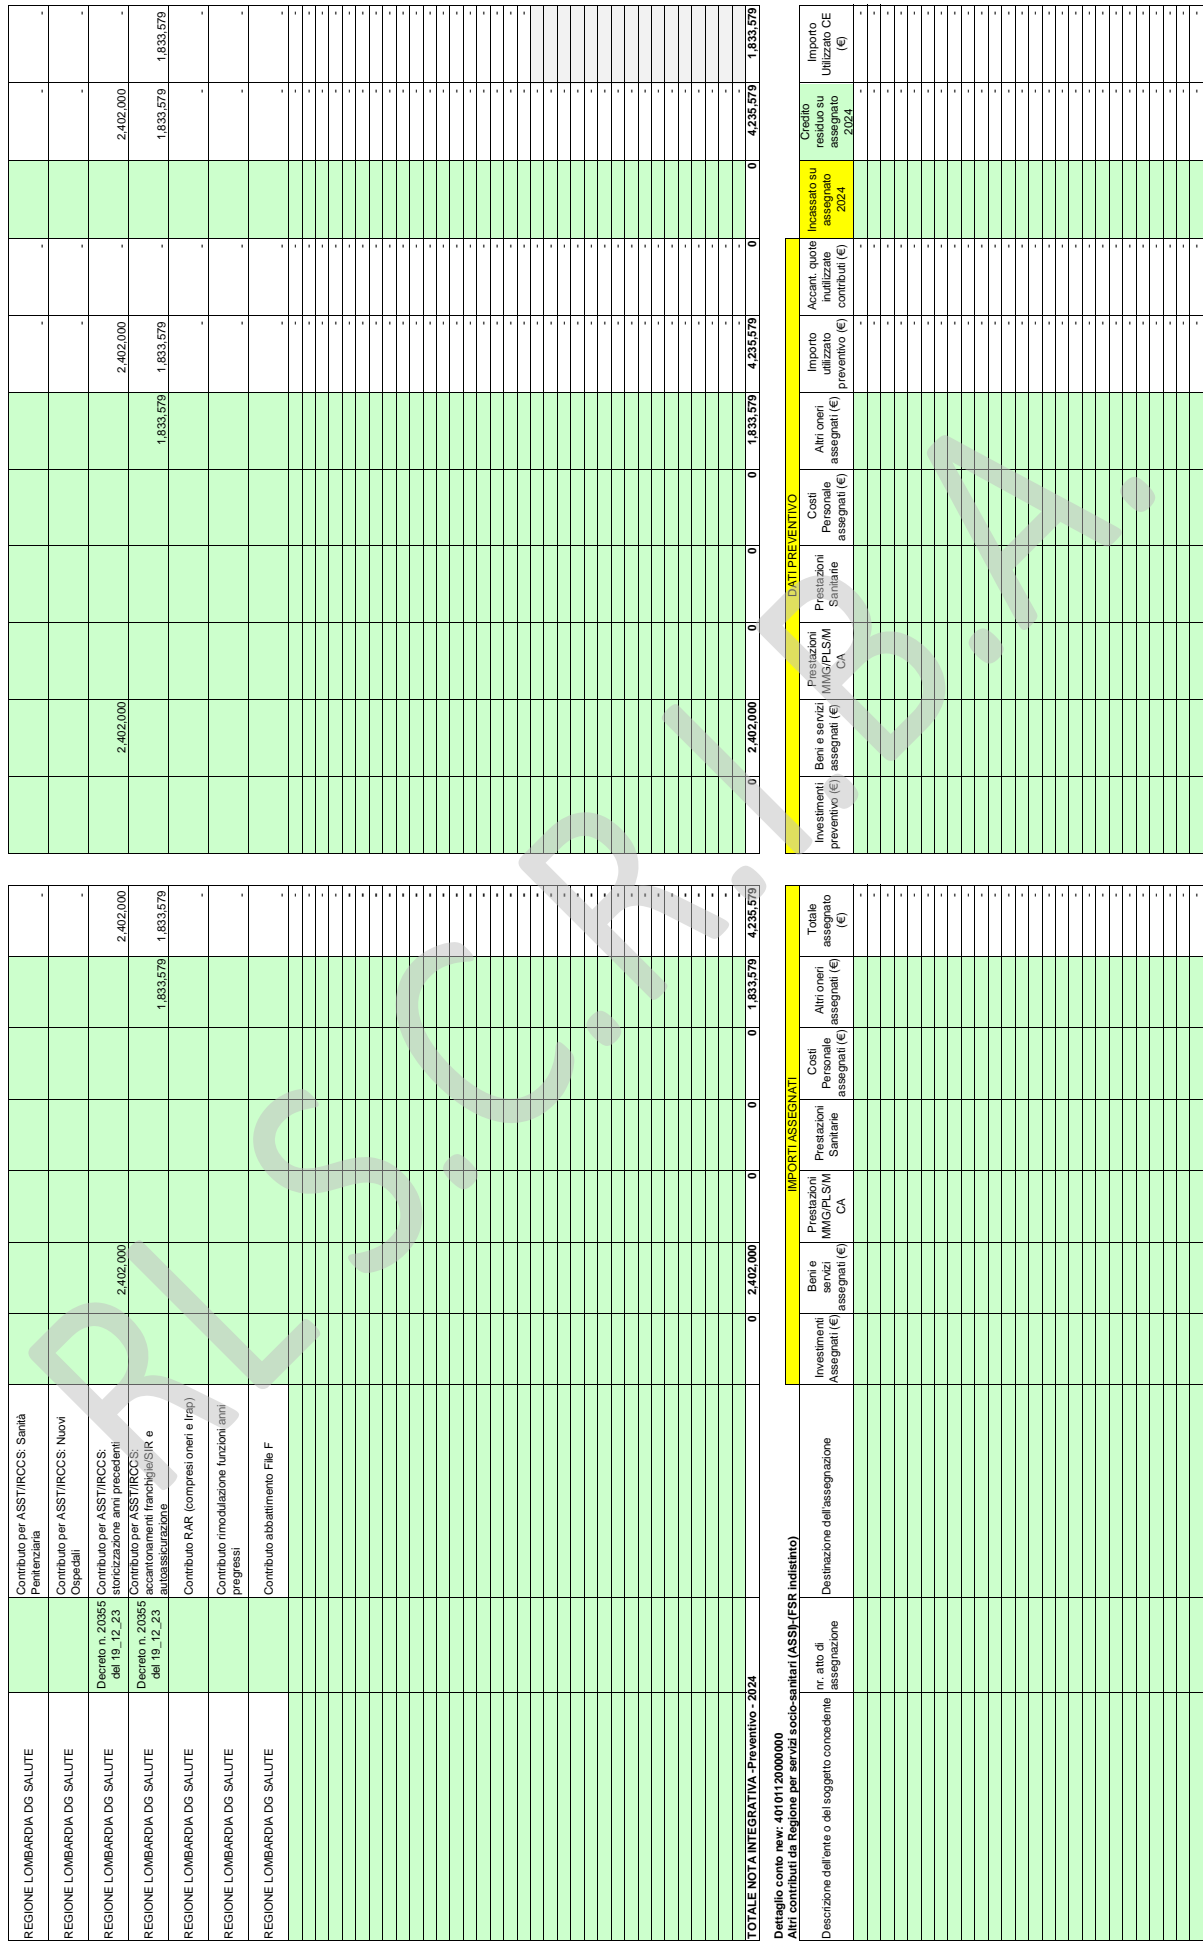 REGIONE LOMBARDIA DG SALUTE Contributo per ASST/IRCCS: Sanità Penitenziaria - - - - -
REGIONE LOMBARDIA DG SALUTE Contributo per ASST/IRCCS: Nuovi Ospedali - - - - -
REGIONE LOMBARDIA DG SALUTE Decreto n. 20355 del 19_12_23 Contributo per ASST/IRCCS: storicizzazione anni precedenti 2,402,000 2,402,000 2,402,000 2,402,000 - 2,402,000 -
REGIONE LOMBARDIA DG SALUTE Decreto n. 20355 del 19_12_23 Contributo per ASST/IRCCS: accantonamenti franchigie/SIR e autoassicurazione 1,833,579 1,833,579 1,833,579 1,833,579 - 1,833,579 1,833,579
REGIONE LOMBARDIA DG SALUTE Contributo RAR (compresi oneri e Irap) - - - - -
REGIONE LOMBARDIA DG SALUTE Contributo rimodulazione funzioni anni pregressi - - - - -
REGIONE LOMBARDIA DG SALUTE Contributo abbattimento File F - - - - -
TOTALE NOTA INTEGRATIVA -Preventivo - 2024 0 2,402,000 0 0 0 1,833,579 4,235,579 0 2,402,000 0 0 0 1,833,579 4,235,579 0 0 4,235,579 1,833,579
Dettaglio conto new: 40101120000000
Altri contributi da Regione per servizi socio-sanitari (ASSI)-(FSR indistinto)
IMPORTI ASSEGNATI DATI PREVENTIVO
Descrizione dell'ente o del soggetto concedente
nr. atto di assegnazione
Destinazione dell'assegnazione
Investimenti Assegnati (€)
Beni e servizi assegnati (€)
Prestazioni MMG/PLS/M CA
Prestazioni Sanitarie
Costi Personale assegnati (€)
Altri oneri assegnati (€)
Totale assegnato (€)
Investimenti preventivo (€)
Beni e servizi assegnati (€)
Prestazioni MMG/PLS/M CA
Prestazioni Sanitarie
Costi Personale assegnati (€)
Altri oneri assegnati (€)
Importo utilizzato preventivo (€)
Accant. quote inutilizzate contributi (€)
Incassato su assegnato 2024
Credito residuo su assegnato 2024
Importo Utilizzato CE (€)
RL S.C.R.I.B.A.